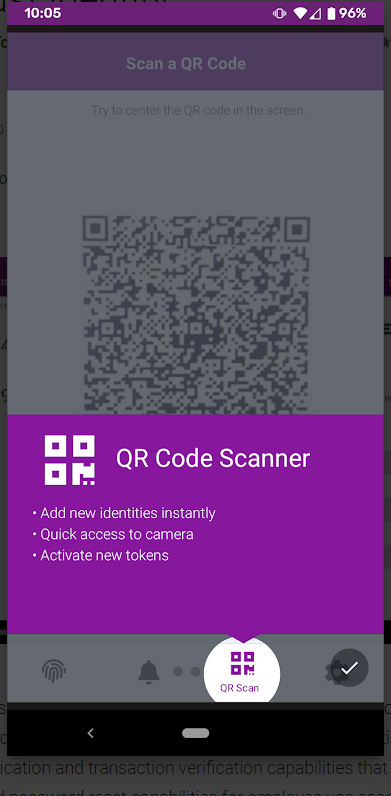 10:05
96%
Scan a QR Code
Try to center the QR code in the screen.
QR Code Scanner
• Add new identities instantly
• Quick access to camera
• Activate new tokens
QR Scan
ication and transaction verification capabilities that